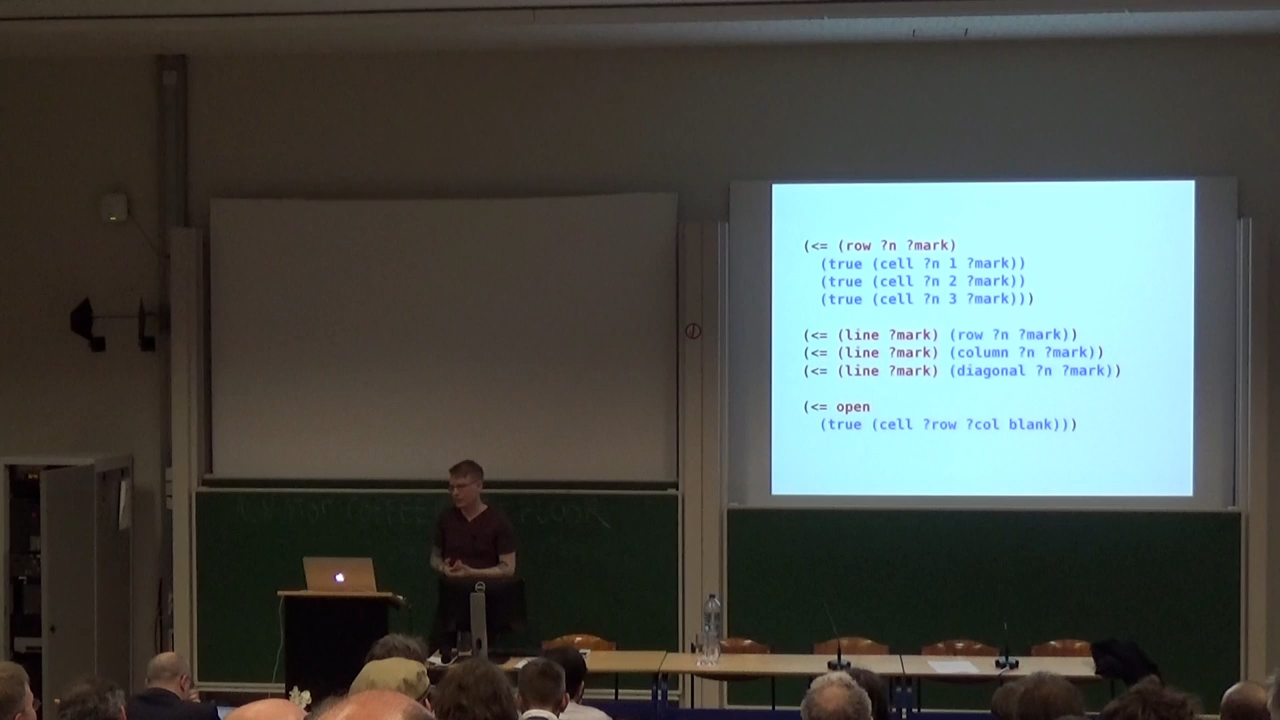 (<= (row ?n ?mark)
(true (cell ?n 1 ?mark))
(true (cell ?n 2 ?mark))
(true (cell ?n 3 ?mark)))
(<= (line ?mark) (row ?n ?mark))
(<= (line ?mark) (column ?n ?mark))
(<= (line ?mark) (diagonal ?n ?mark))
(<= open
(true (cell ?row ?col blank)))